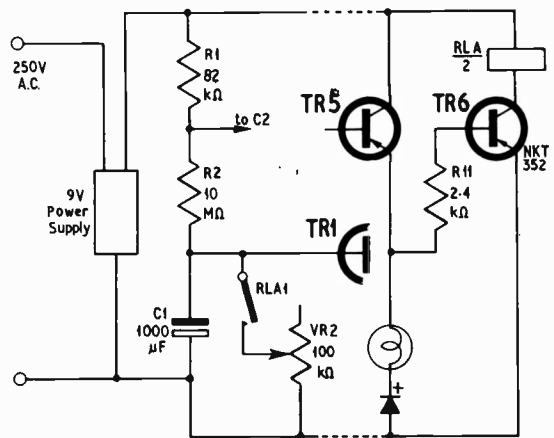 250V
A.C.
9V
Power
Supply
R1
82
kΩ
to C2
R2
10
MΩ
C1
1000
μF
RLA1
VR2
100
kΩ
TR1
TR5
R11
2·4
kΩ
TR6
NKT
352
RLA
2
+